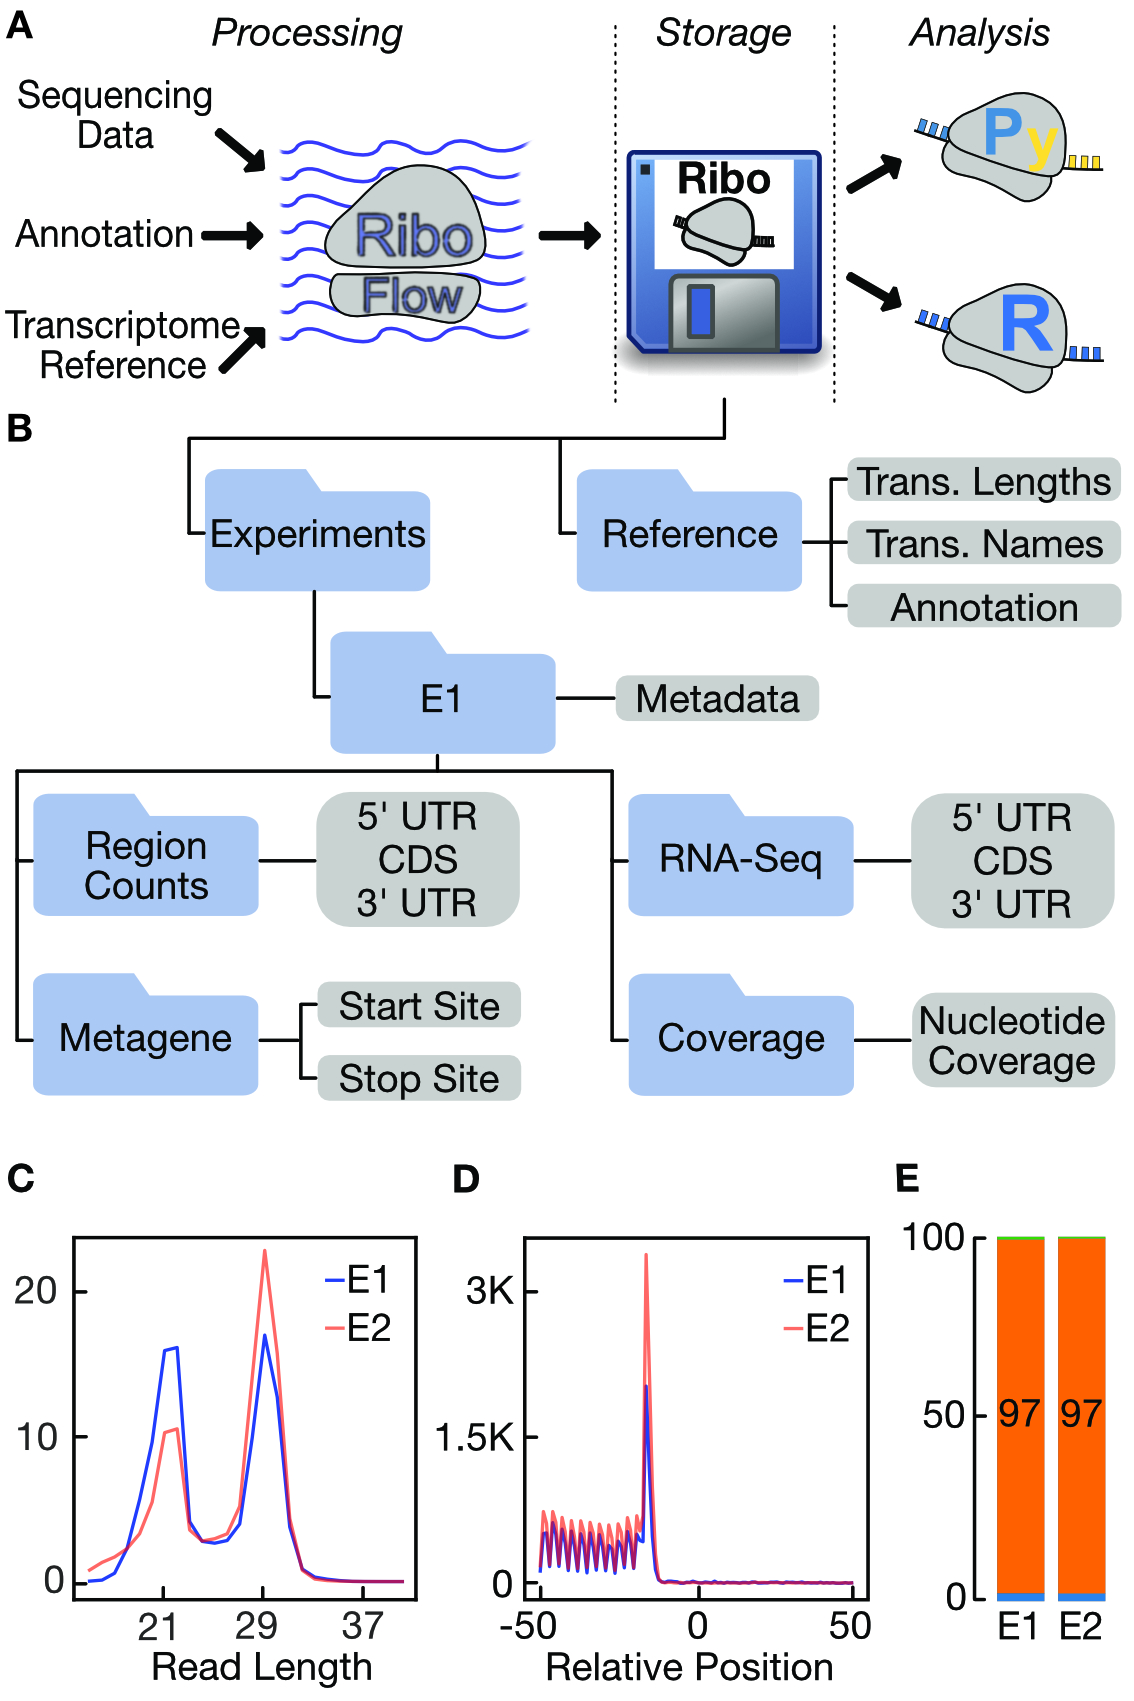 A
Processing
Storage
Analysis
Sequencing
Data
Annotation
Transcriptome
Reference
Ribo
Flow
Ribo
Py
R
B
Experiments
Reference
Trans. Lengths
Trans. Names
Annotation
E1
Metadata
Region
Counts
5' UTR
CDS
3' UTR
RNA-Seq
5' UTR
CDS
3' UTR
Metagene
Start Site
Stop Site
Coverage
Nucleotide
Coverage
C
20
10
0
21
29
37
Read Length
E1
E2
D
3K
1.5K
0
-50
0
50
Relative Position
E1
E2
E
100
50
0
97
97
E1
E2